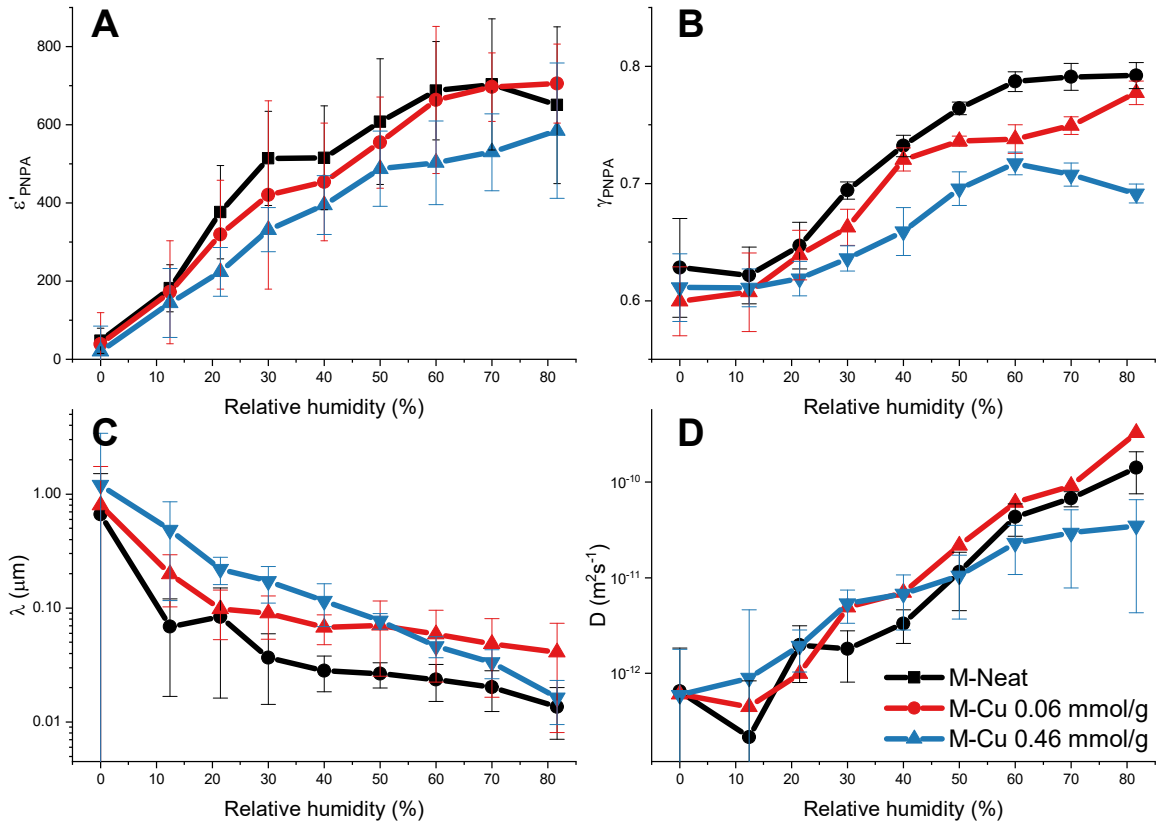 A
800
600
400
200
0
ε'PNPA
0 10 20 30 40 50 60 70 80
Relative humidity (%)
B
0.8
0.7
0.6
γPNPA
0 10 20 30 40 50 60 70 80
Relative humidity (%)
C
1.00
0.10
0.01
λ (μm)
0 10 20 30 40 50 60 70 80
Relative humidity (%)
D
10⁻¹⁰
10⁻¹¹
10⁻¹²
D (m²s⁻¹)
M-Neat
M-Cu 0.06 mmol/g
M-Cu 0.46 mmol/g
0 10 20 30 40 50 60 70 80
Relative humidity (%)